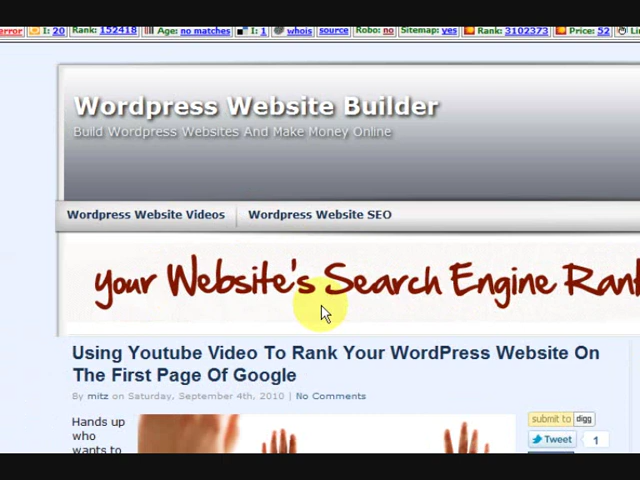 error I: 20 Rank: 152418 Age: no matches I: 1 whois source Robo: no Sitemap: yes Rank: 3102373 Price: 52
Wordpress Website Builder
Build Wordpress Websites And Make Money Online
Wordpress Website Videos Wordpress Website SEO
your Website's Search Engine Rank
Using Youtube Video To Rank Your WordPress Website On
The First Page Of Google
By mitz on Saturday, September 4th, 2010 | No Comments
Hands up
who
wants to
submit to digg
Tweet 1